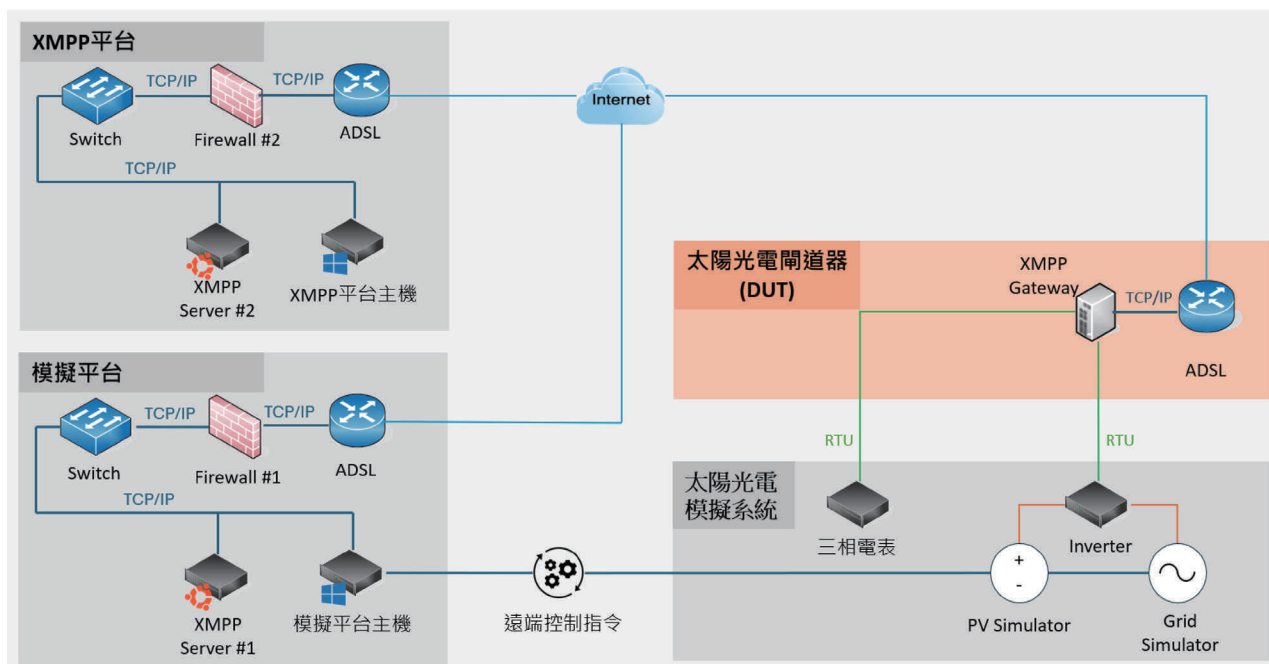 XMPP平台
TCP/IP
TCP/IP
Switch
Firewall #2
ADSL
TCP/IP
XMPP
Server #2
XMPP平台主機
Internet
太陽光電閘道器
(DUT)
XMPP
Gateway
TCP/IP
ADSL
模擬平台
TCP/IP
TCP/IP
Switch
Firewall #1
ADSL
TCP/IP
XMPP
Server #1
模擬平台主機
遠端控制指令
RTU
RTU
太陽光電
模擬系統
三相電表
Inverter
+
-
PV Simulator
Grid
Simulator